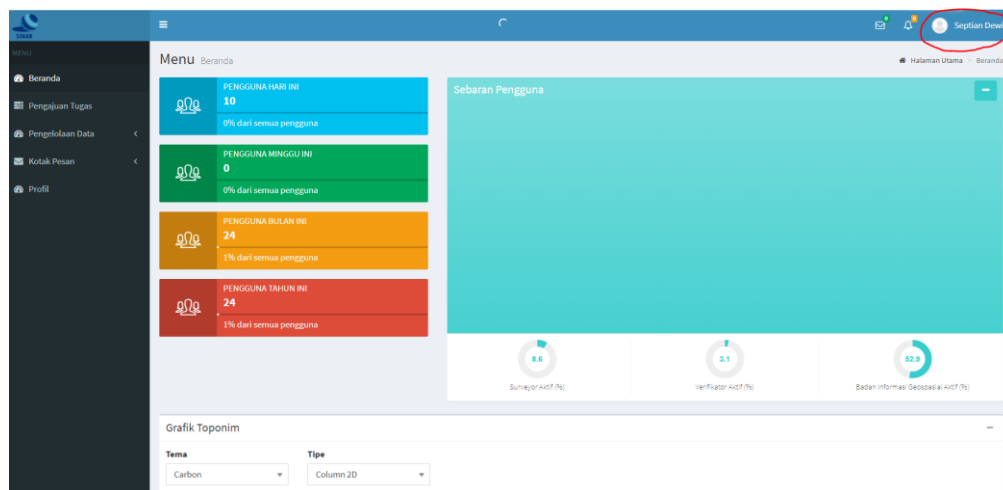 SINAR
0
0
Septian Dewi
MENU
Beranda
Pengajuan Tugas
Pengelolaan Data
Kotak Pesan
Profil
Menu Beranda
Halaman Utama > Beranda
PENGGUNA HARI INI
10
0% dari semua pengguna
PENGGUNA MINGGU INI
0
0% dari semua pengguna
PENGGUNA BULAN INI
24
1% dari semua pengguna
PENGGUNA TAHUN INI
24
1% dari semua pengguna
Sebaran Pengguna
8.6
Surveyor Aktif (%)
3.1
Verifikator Aktif (%)
52.9
Badan Informasi Geospasial Aktif (%)
Grafik Toponim
Tema
Tipe
Carbon
Column 2D